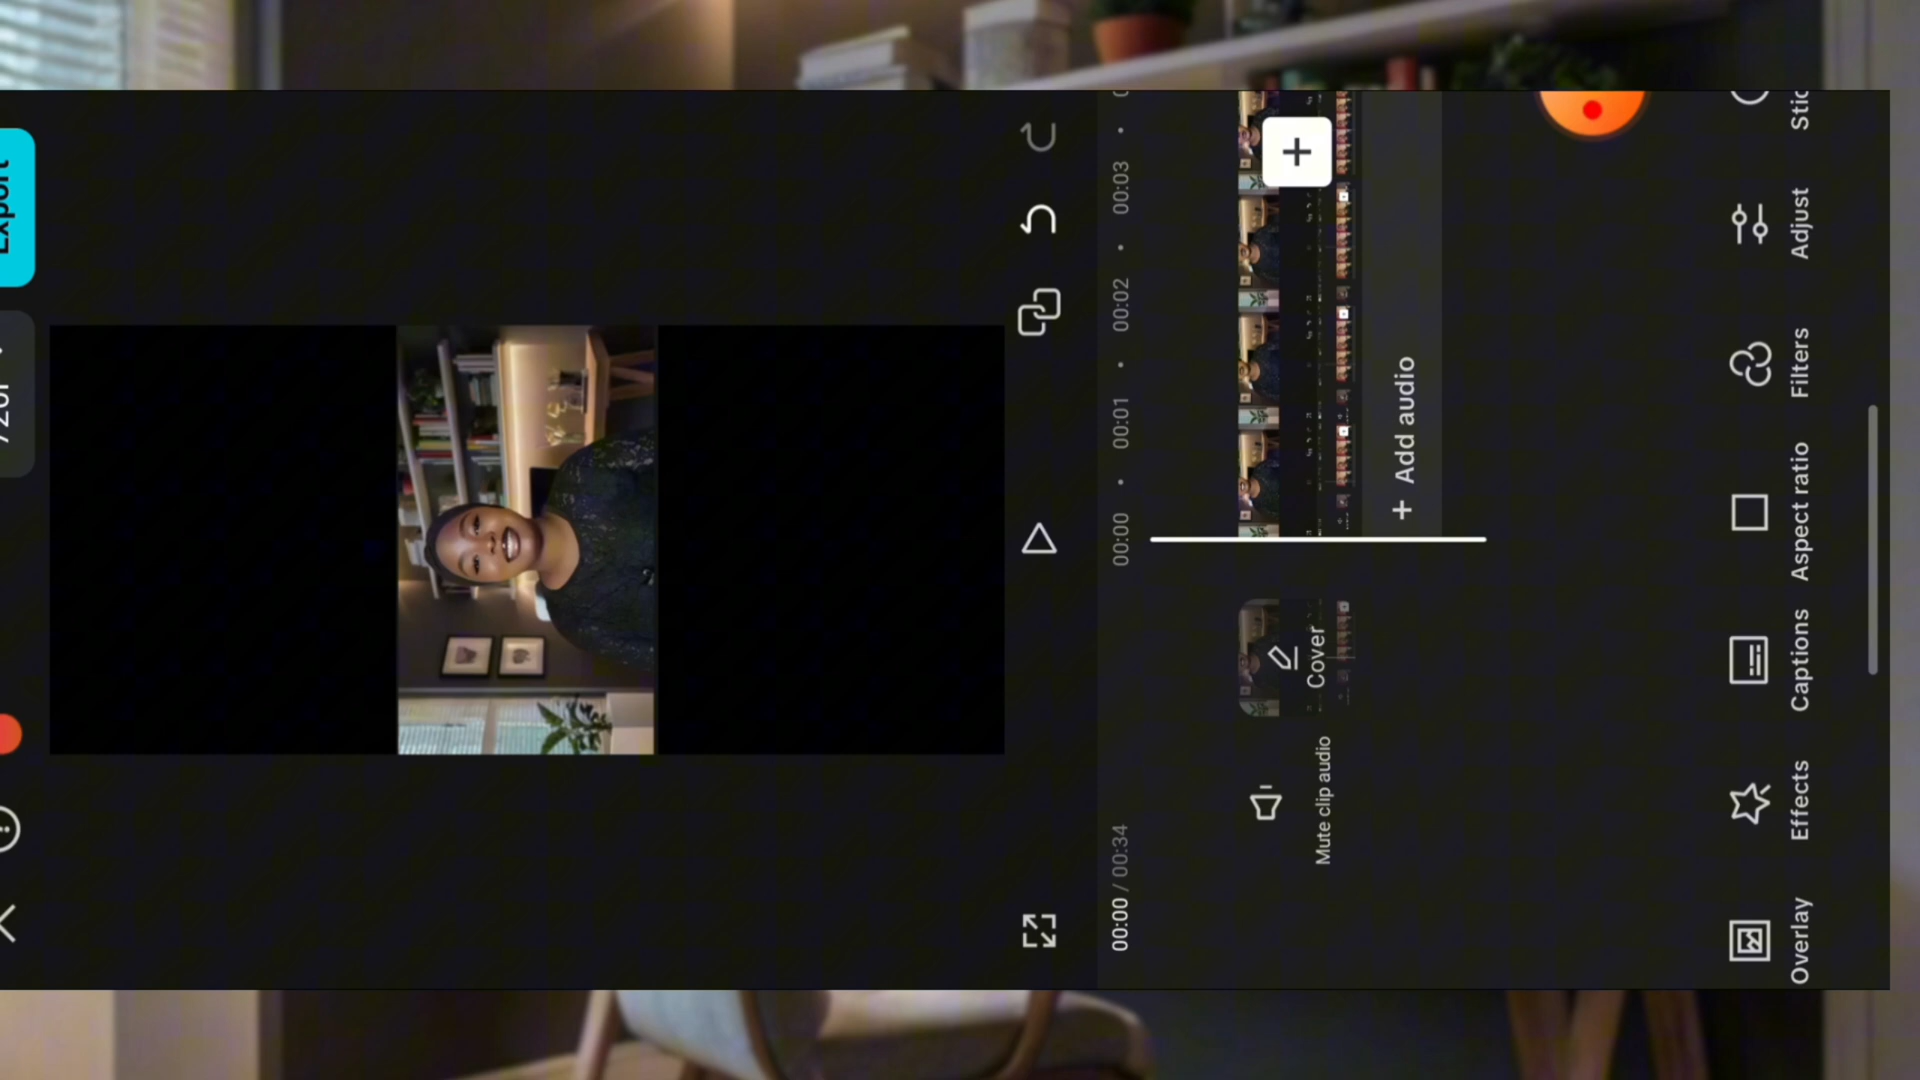 Export
00:00 / 00:34
00:00
00:01
00:02
00:03
Mute clip audio
Cover
+ Add audio
Overlay
Effects
Captions
Aspect ratio
Filters
Adjust